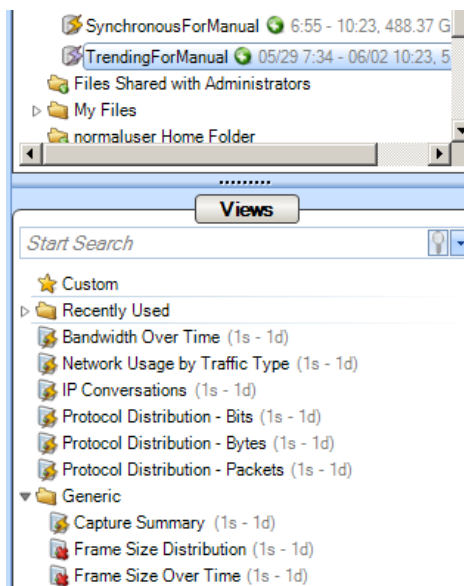 SynchronousForManual 6:55 - 10:23, 488.37 G
TrendingForManual 05/29 7:34 - 06/02 10:23, 5
Files Shared with Administrators
My Files
normaluser Home Folder
Views
Start Search
Custom
Recently Used
Bandwidth Over Time (1s - 1d)
Network Usage by Traffic Type (1s - 1d)
IP Conversations (1s - 1d)
Protocol Distribution - Bits (1s - 1d)
Protocol Distribution - Bytes (1s - 1d)
Protocol Distribution - Packets (1s - 1d)
Generic
Capture Summary (1s - 1d)
Frame Size Distribution (1s - 1d)
Frame Size Over Time (1s - 1d)